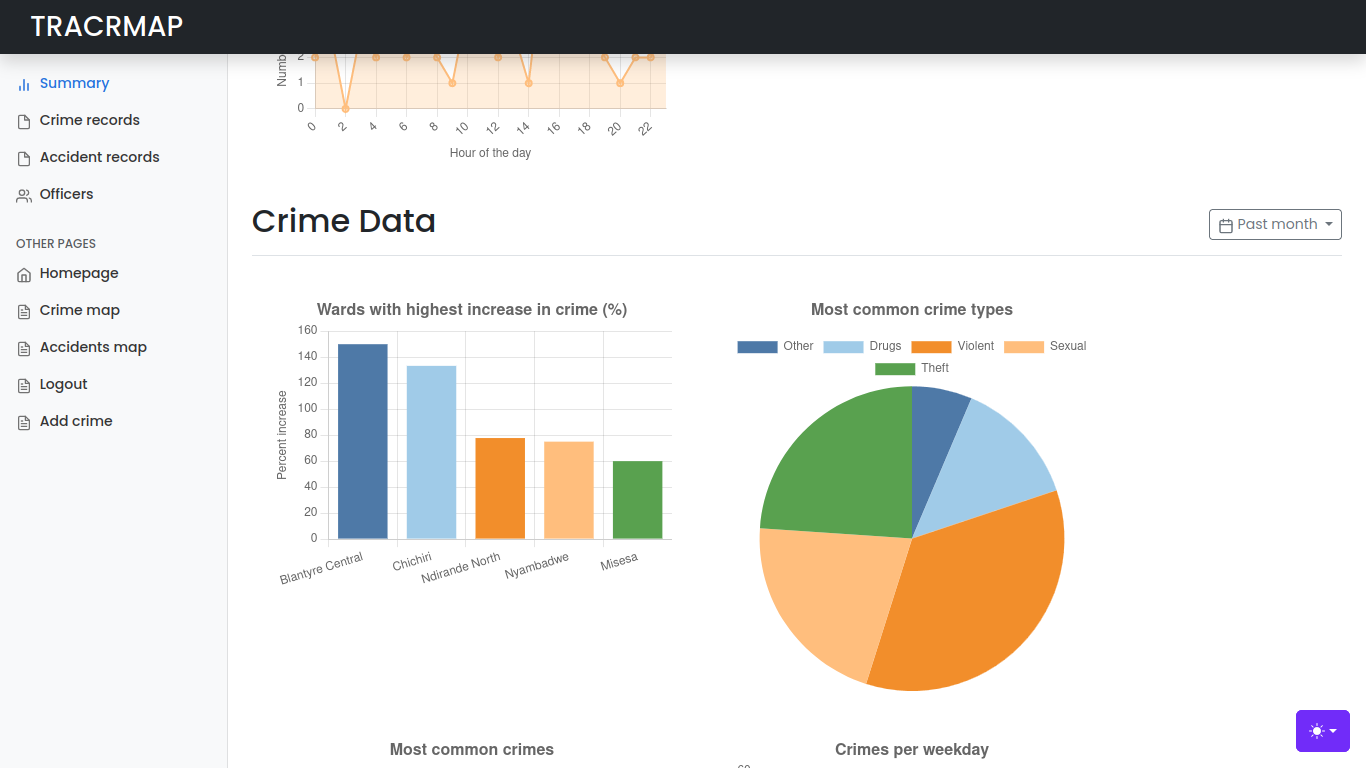 TRACRMAP
Summary
Crime records
Accident records
Officers
OTHER PAGES
Homepage
Crime map
Accidents map
Logout
Add crime
2
1
0
0 2 4 6 8 10 12 14 16 18 20 22
Hour of the day
Crime Data
Past month
Wards with highest increase in crime (%)
Percent increase
160
140
120
100
80
60
40
20
0
Blantyre Central Chichiri Ndirande North Nyambadwe Misesa
Most common crime types
Other Drugs Violent Sexual
Theft
Most common crimes
Crimes per weekday